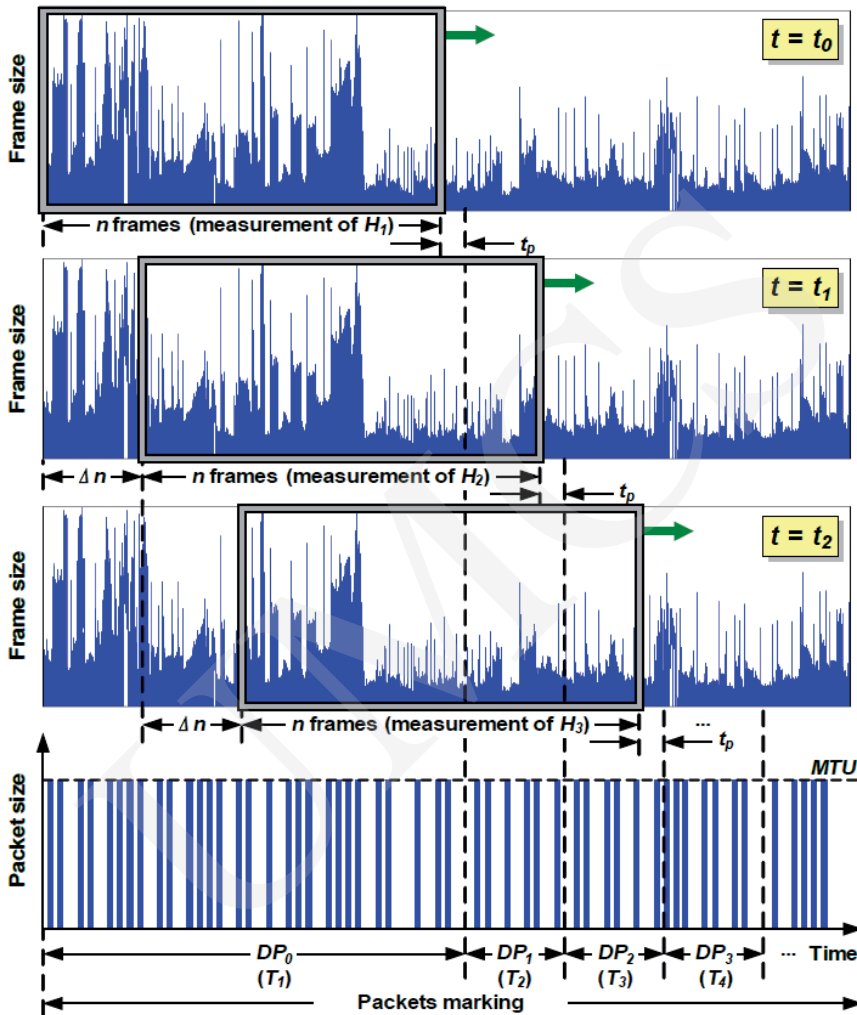 Frame size
t = t0
n frames (measurement of H1)
tp
Frame size
t = t1
Δ n
n frames (measurement of H2)
tp
Frame size
t = t2
Δ n
n frames (measurement of H3)
...
tp
Packet size
MTU
DP0
(T1)
DP1
(T2)
DP2
(T3)
DP3
(T4)
... Time
Packets marking
UMCS